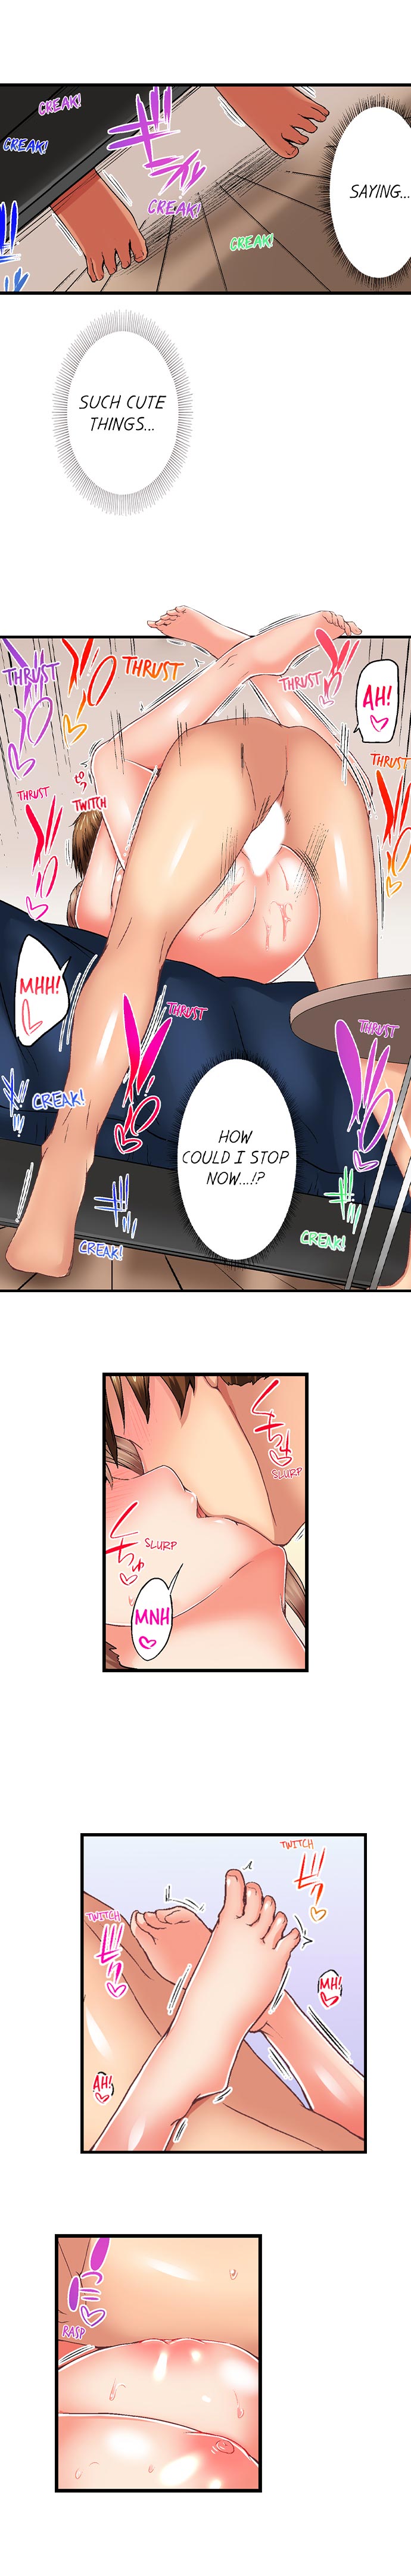 CREAK!
CREAK!
CREAK!
CREAK!
SAYING...
SUCH CUTE
THINGS...
THRUST
THRUST
THRUST
AH!
THRUST
THRUST
TWITCH
MHH!
THRUST
THRUST
CREAK!
HOW
COULD I STOP
NOW...!?
CREAK!
CREAK!
SLURP
SLURP
MNH
TWITCH
TWITCH
MH!
AH!
RASP